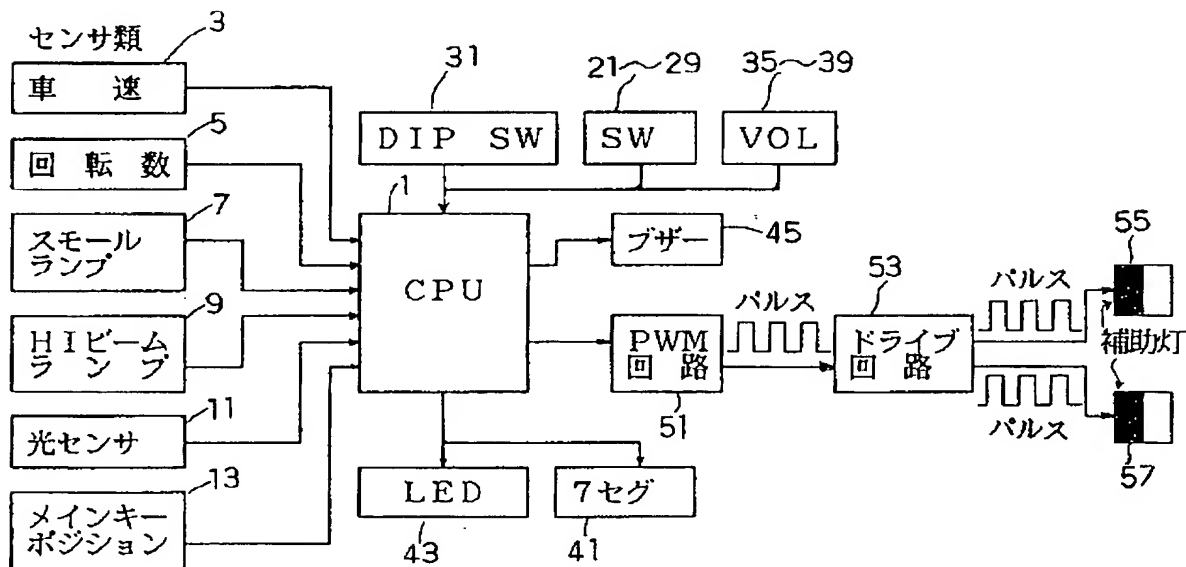 センサ類
3
車 速
5
回 転 数
7
スモール
ランプ
9
HIビーム
ランプ
11
光センサ
13
メインキー
ポジション
31
DIP SW
21〜29
SW
35〜39
VOL
1
CPU
ブザー
45
PWM
回 路
51
パルス
53
ドライブ
回 路
パルス
パルス
55
補助灯
57
LED
43
7セグ
41